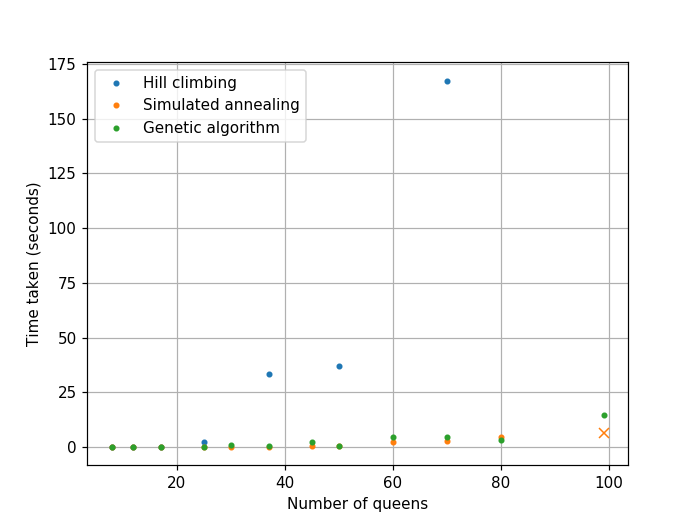 175
150
125
100
75
50
25
0
Time taken (seconds)
Hill climbing
Simulated annealing
Genetic algorithm
20
40
60
80
100
Number of queens